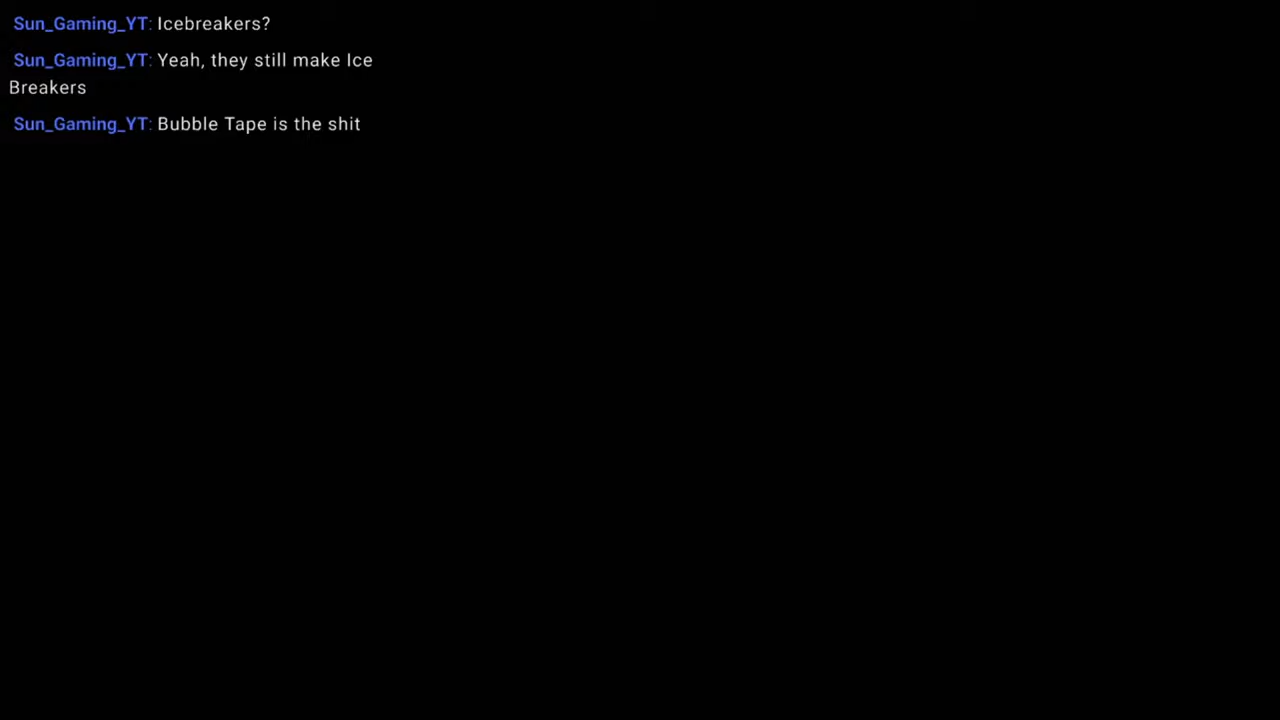 Sun_Gaming_YT: Icebreakers?
Sun_Gaming_YT: Yeah, they still make Ice
Breakers
Sun_Gaming_YT: Bubble Tape is the shit